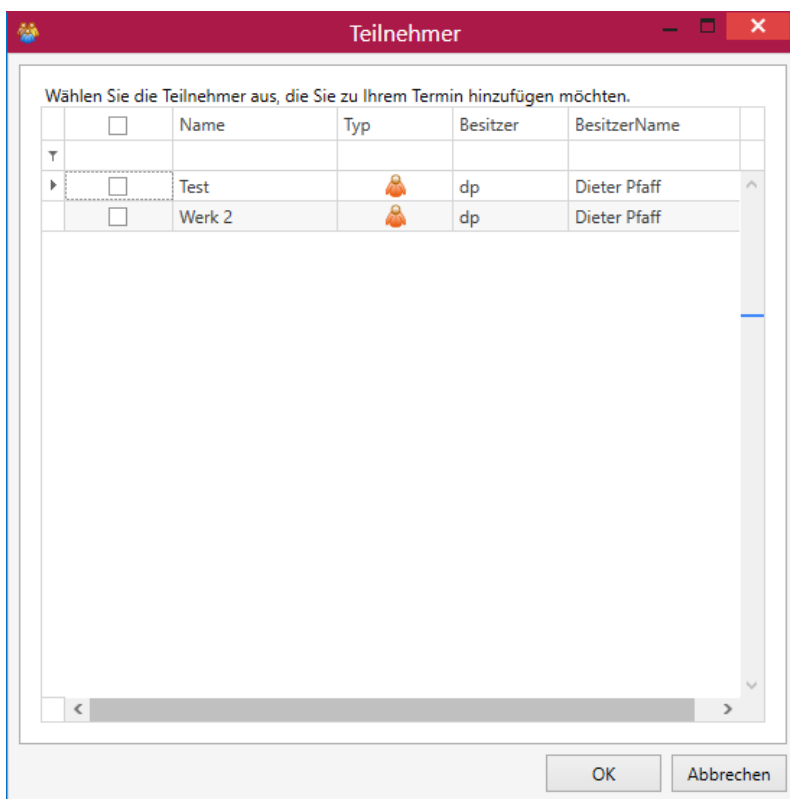 Teilnehmer
Wählen Sie die Teilnehmer aus, die Sie zu Ihrem Termin hinzufügen möchten.
Name Typ Besitzer BesitzerName
Test dp Dieter Pfaff
Werk 2 dp Dieter Pfaff
OK Abbrechen